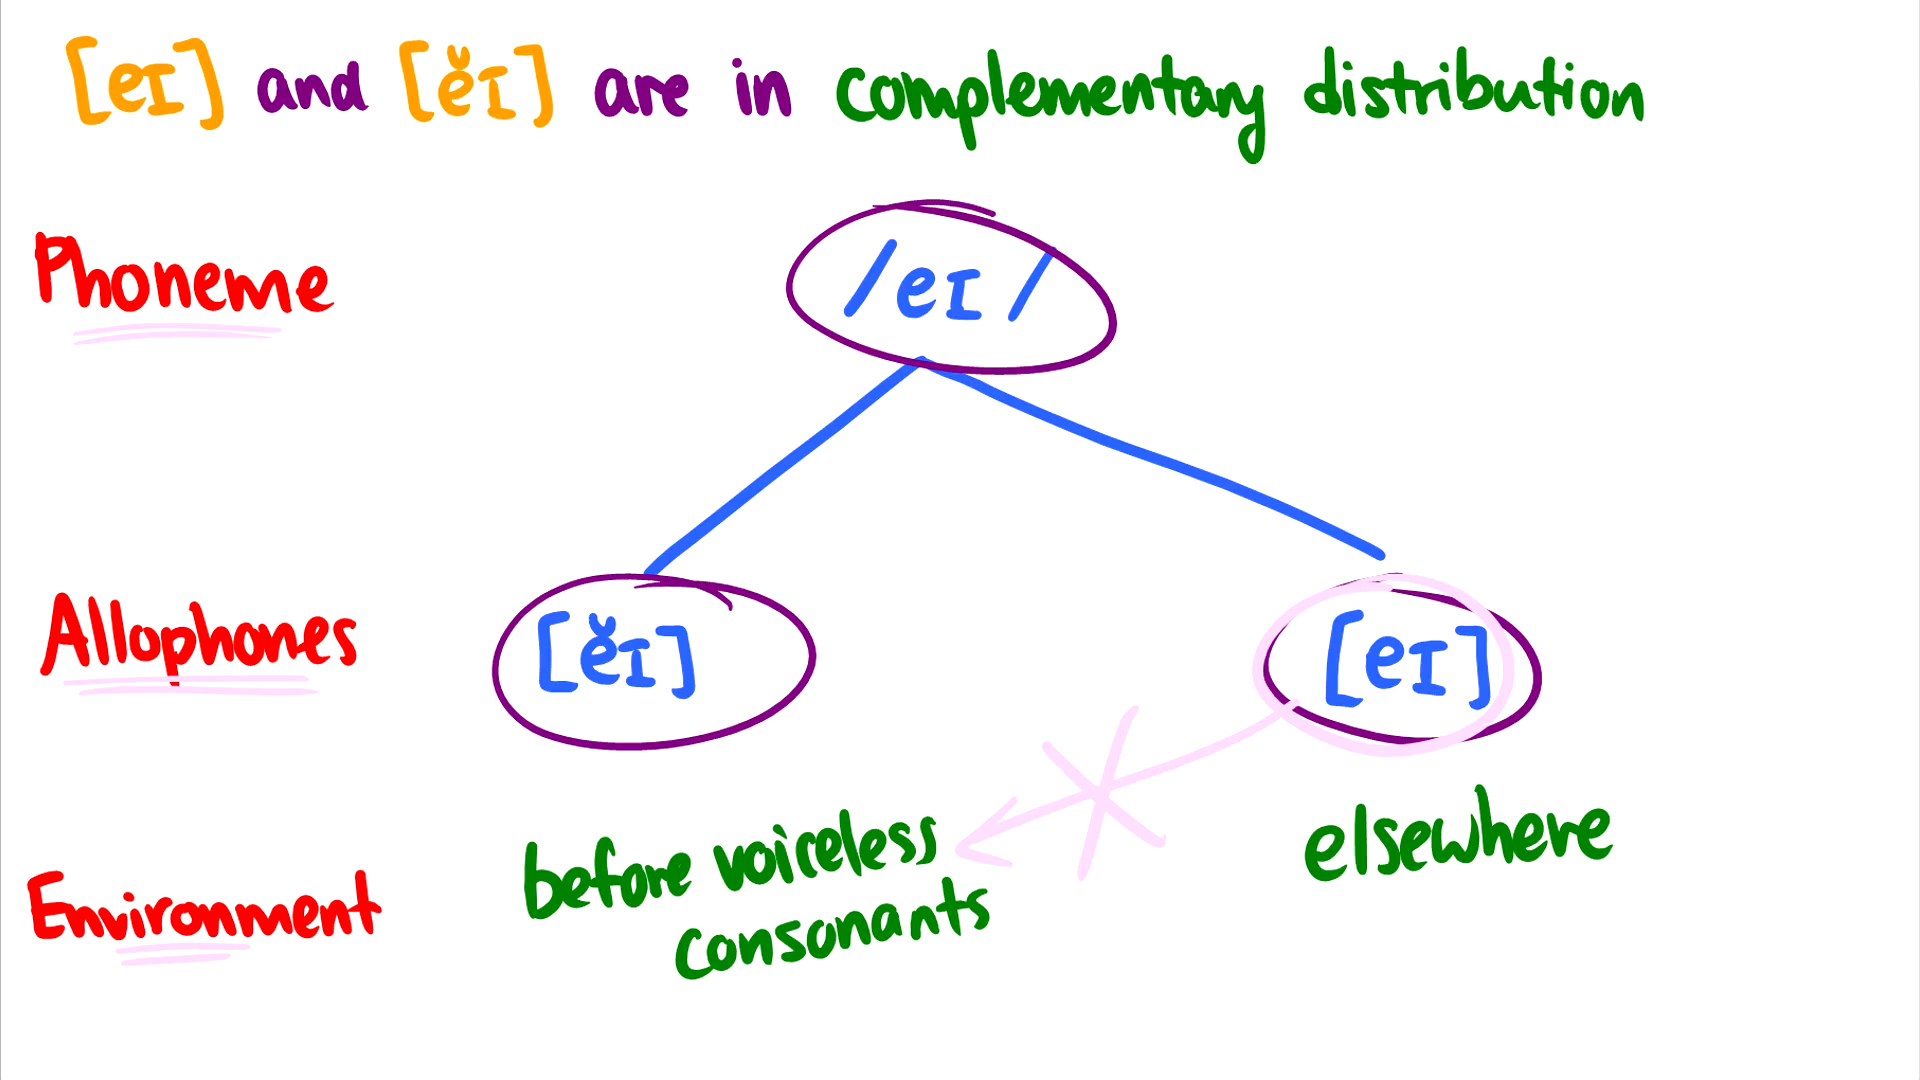 [eɪ] and [ĕɪ] are in complementary distribution
Phoneme
/eɪ/
Allophones
[ĕɪ]
[eɪ]
Environment
before voiceless
consonants
elsewhere